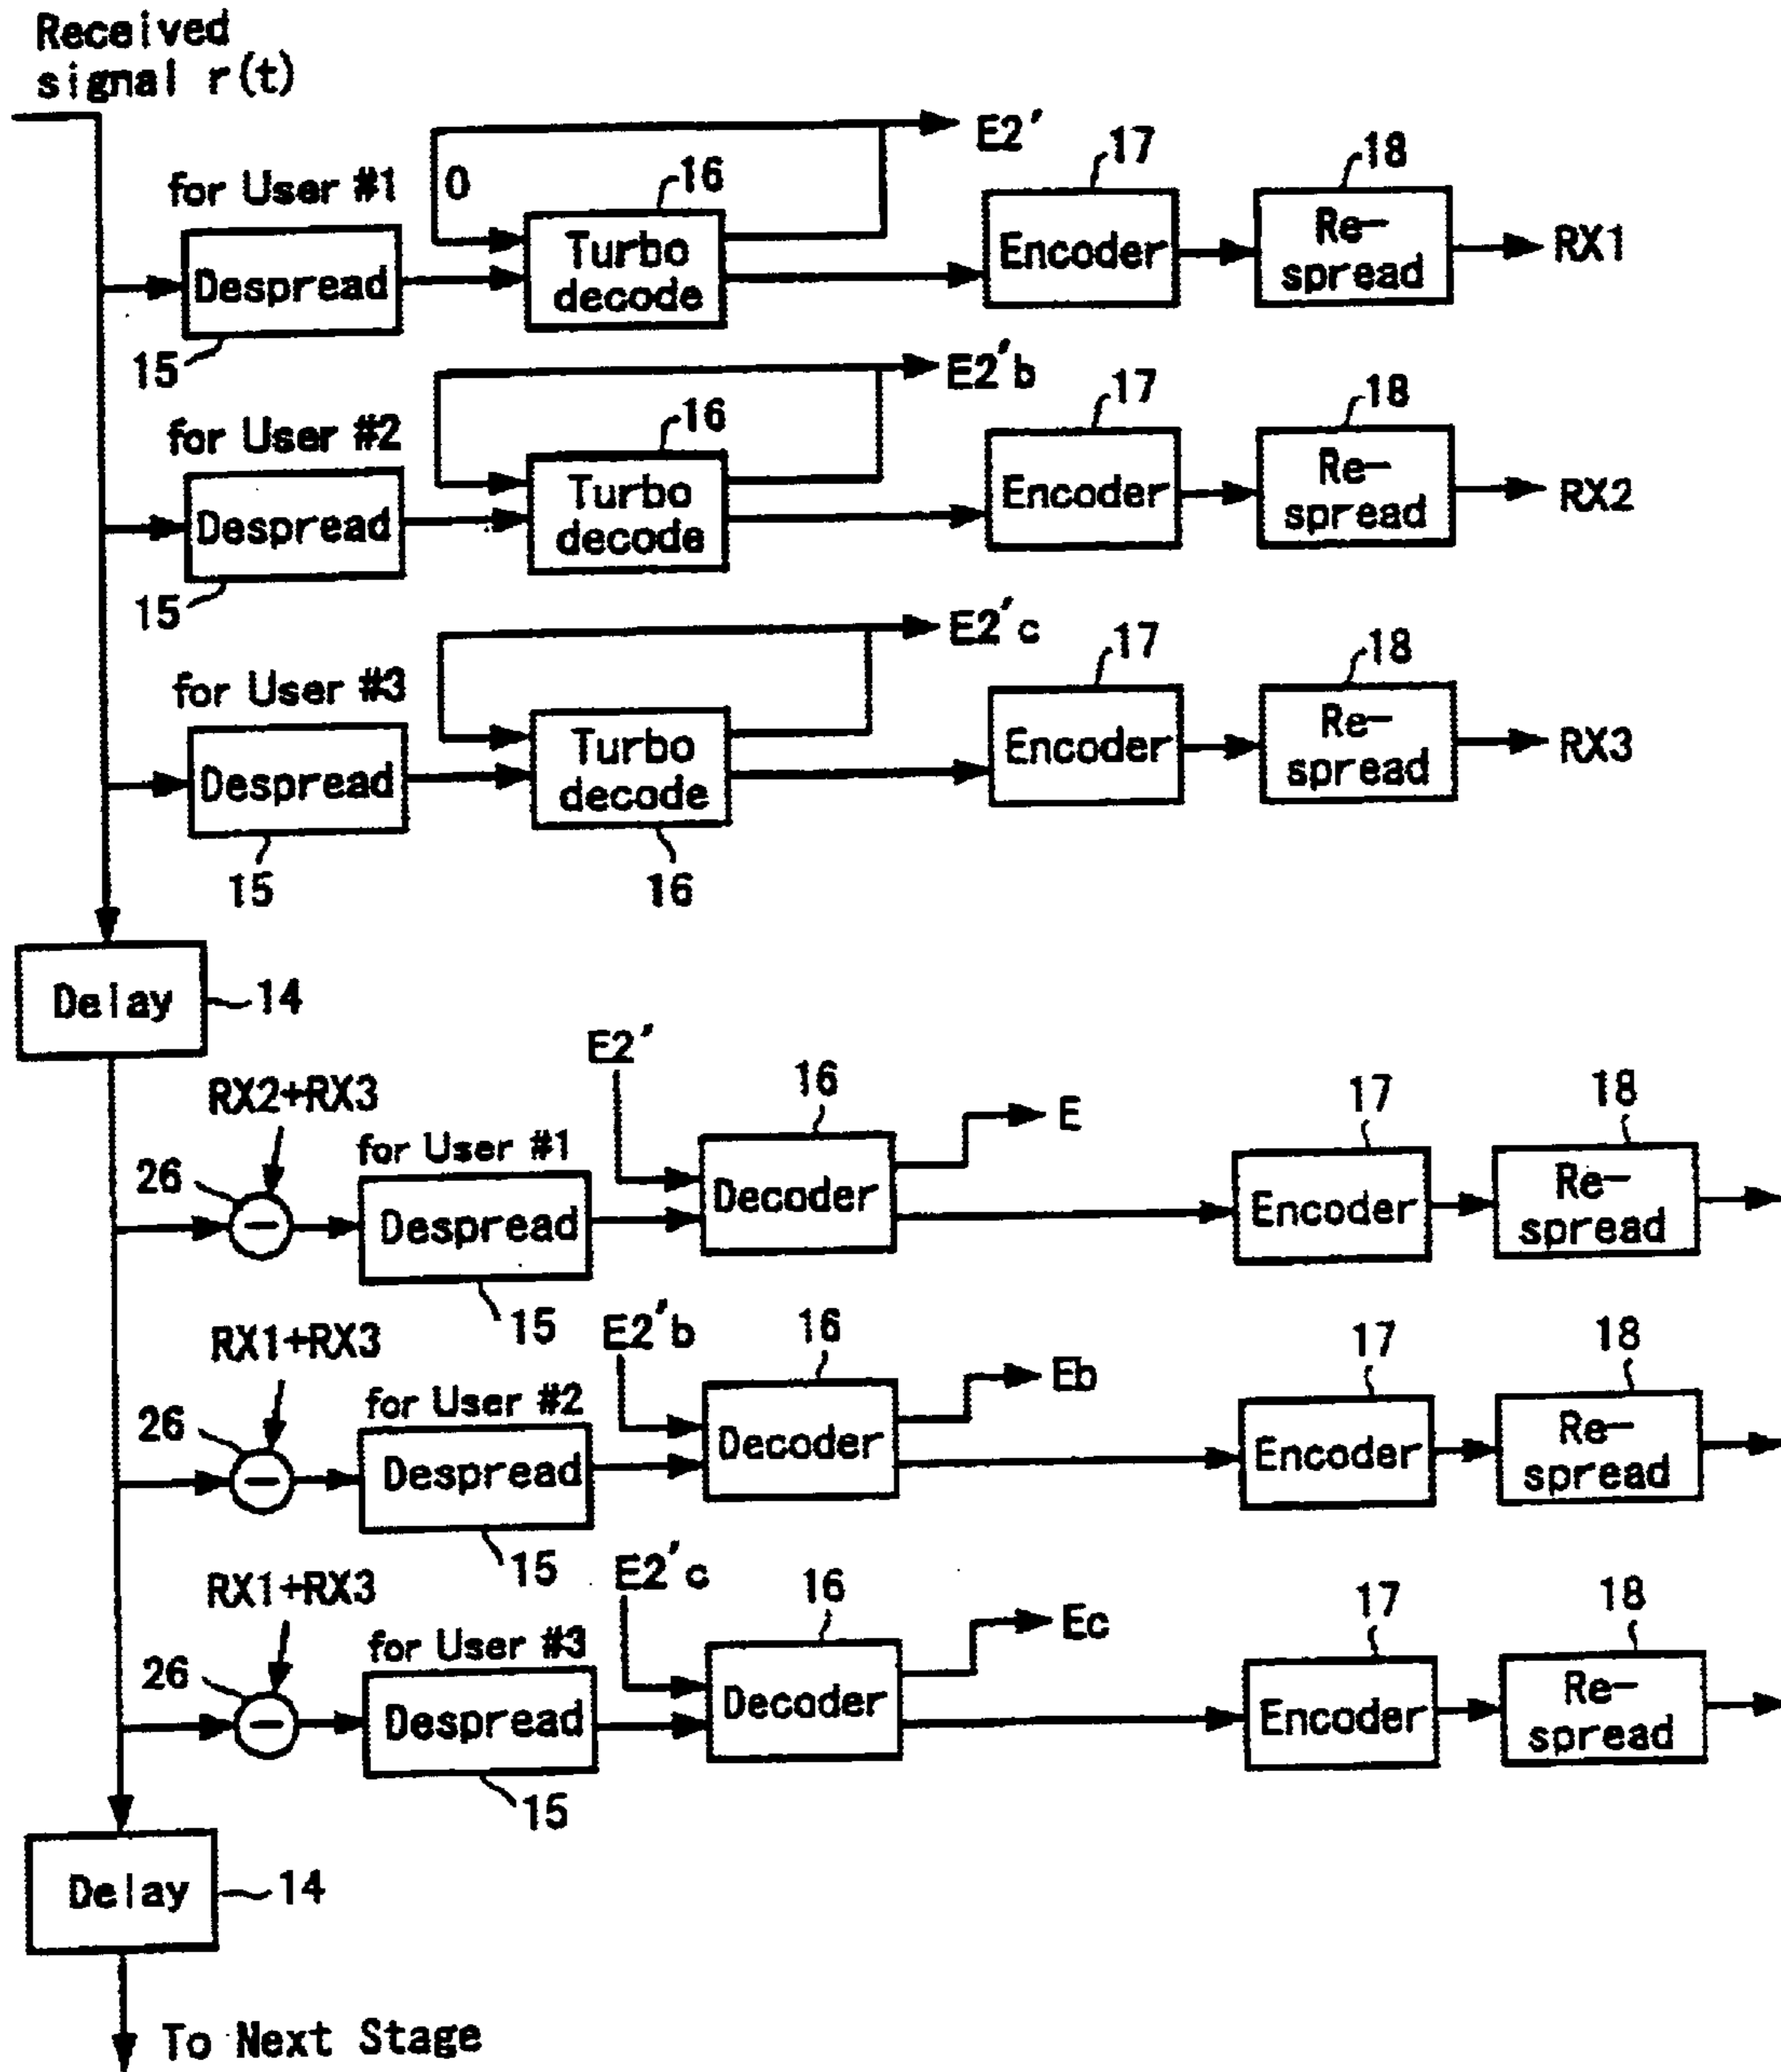 Received
signal r(t)
E2'
17
18
16
for User #1
0
Despread
Turbo
decode
Encoder
Re-
spread
RX1
15
E2'b
17
18
16
for User #2
Despread
Turbo
decode
Encoder
Re-
spread
RX2
15
E2'c
17
18
for User #3
Despread
Turbo
decode
Encoder
Re-
spread
RX3
15
16
Delay
14
E2'
RX2+RX3
16
E
17
18
for User #1
26
Despread
Decoder
Encoder
Re-
spread
15
RX1+RX3
E2'b
16
Eb
17
18
for User #2
26
Despread
Decoder
Encoder
Re-
spread
15
RX1+RX3
E2'c
16
Ec
17
18
for User #3
26
Despread
Decoder
Encoder
Re-
spread
15
Delay
14
To Next Stage